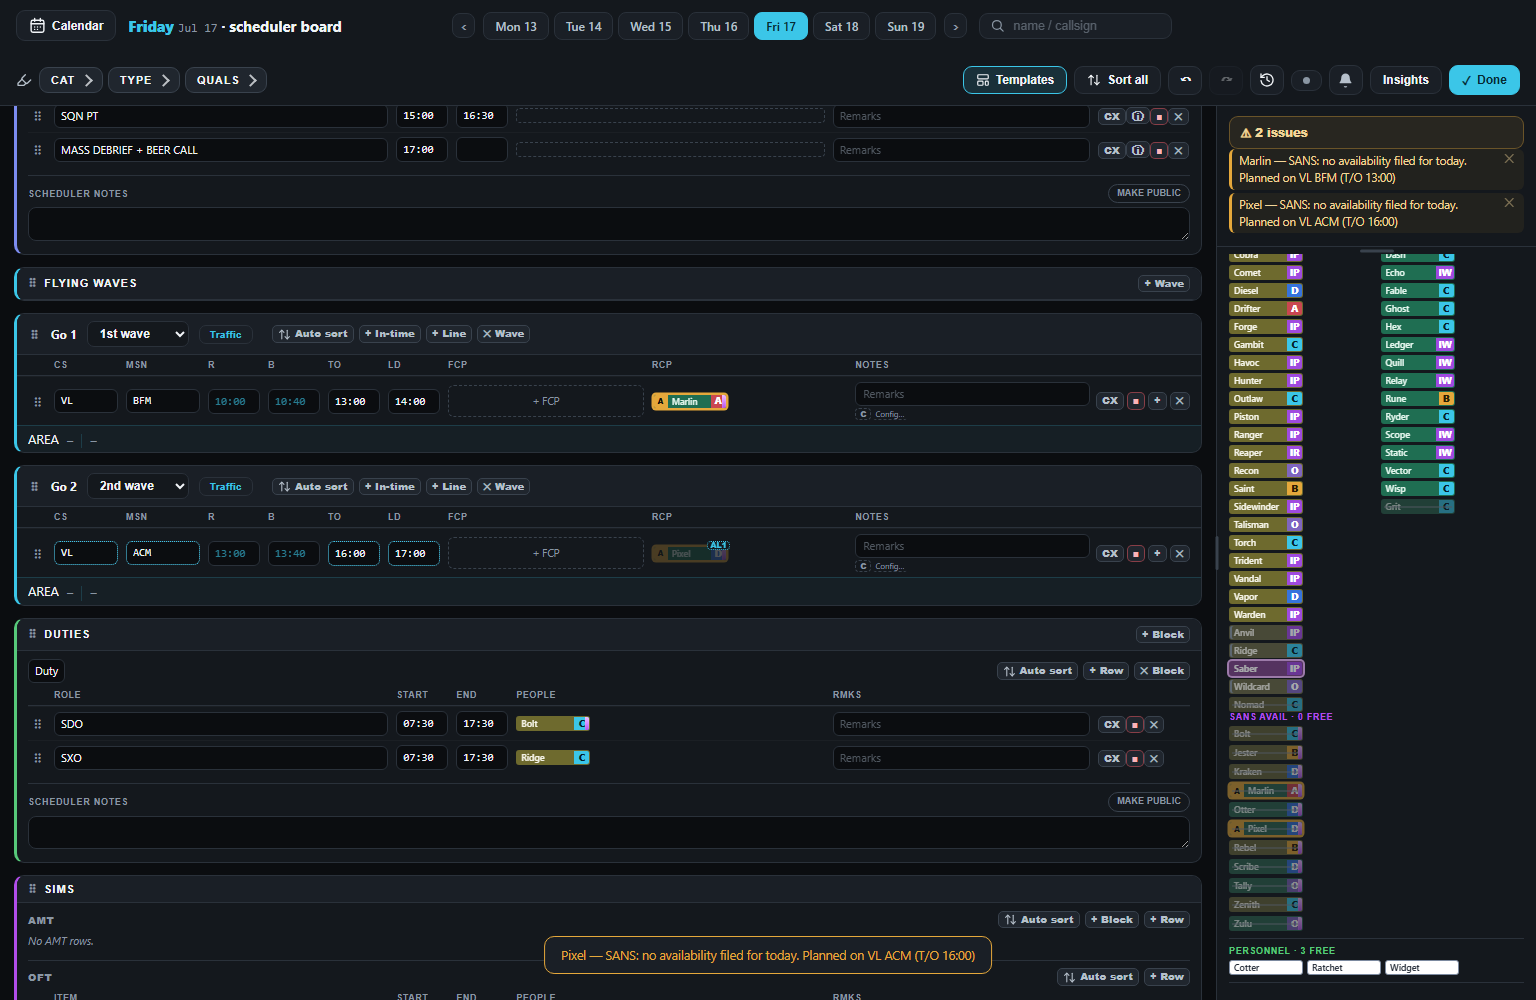 Calendar
Friday Jul 17 · scheduler board
‹ Mon 13 Tue 14 Wed 15 Thu 16 Fri 17 Sat 18 Sun 19 ›
name / callsign
CAT TYPE QUALS
Templates Sort all Insights ✓ Done
SQN PT 15:00 16:30 Remarks CX
MASS DEBRIEF + BEER CALL 17:00 Remarks CX
SCHEDULER NOTES MAKE PUBLIC
FLYING WAVES + Wave
Go 1 1st wave Traffic Auto sort + In-time + Line ✕ Wave
CS MSN R B TO LD FCP RCP NOTES
VL BFM 10:00 10:40 13:00 14:00 + FCP A Marlin A Remarks CX
C Config...
AREA – –
Go 2 2nd wave Traffic Auto sort + In-time + Line ✕ Wave
CS MSN R B TO LD FCP RCP NOTES
AL1
VL ACM 13:00 13:40 16:00 17:00 + FCP A Pixel D Remarks CX
C Config...
AREA – –
DUTIES + Block
Duty Auto sort + Row ✕ Block
ROLE START END PEOPLE RMKS
SDO 07:30 17:30 Bolt C Remarks CX
SXO 07:30 17:30 Ridge C Remarks CX
SCHEDULER NOTES MAKE PUBLIC
SIMS
AMT Auto sort + Block + Row
No AMT rows.
OFT Auto sort + Row
ITEM START END PEOPLE RMKS
Pixel — SANS: no availability filed for today. Planned on VL ACM (T/O 16:00)
⚠ 2 issues
Marlin — SANS: no availability filed for today.
Planned on VL BFM (T/O 13:00)
Pixel — SANS: no availability filed for today.
Planned on VL ACM (T/O 16:00)
Cobra IP Dash C
Comet IP Echo IW
Diesel D Fable C
Drifter A Ghost C
Forge IP Hex C
Gambit C Ledger IW
Havoc IP Quill IW
Hunter IP Relay IW
Outlaw C Rune B
Piston IP Ryder C
Ranger IP Scope IW
Reaper IR Static IW
Recon O Vector C
Saint B Wisp C
Sidewinder IP Grit C
Talisman O
Torch C
Trident IP
Vandal IP
Vapor D
Warden IP
Anvil IP
Ridge C
Saber IP
Wildcard O
Nomad C
SANS AVAIL · 0 FREE
Bolt C
Jester B
Kraken D
A Marlin A
Otter D
A Pixel D
Rebel B
Scribe D
Tally O
Zenith C
Zulu O
PERSONNEL · 3 FREE
Cotter Ratchet Widget